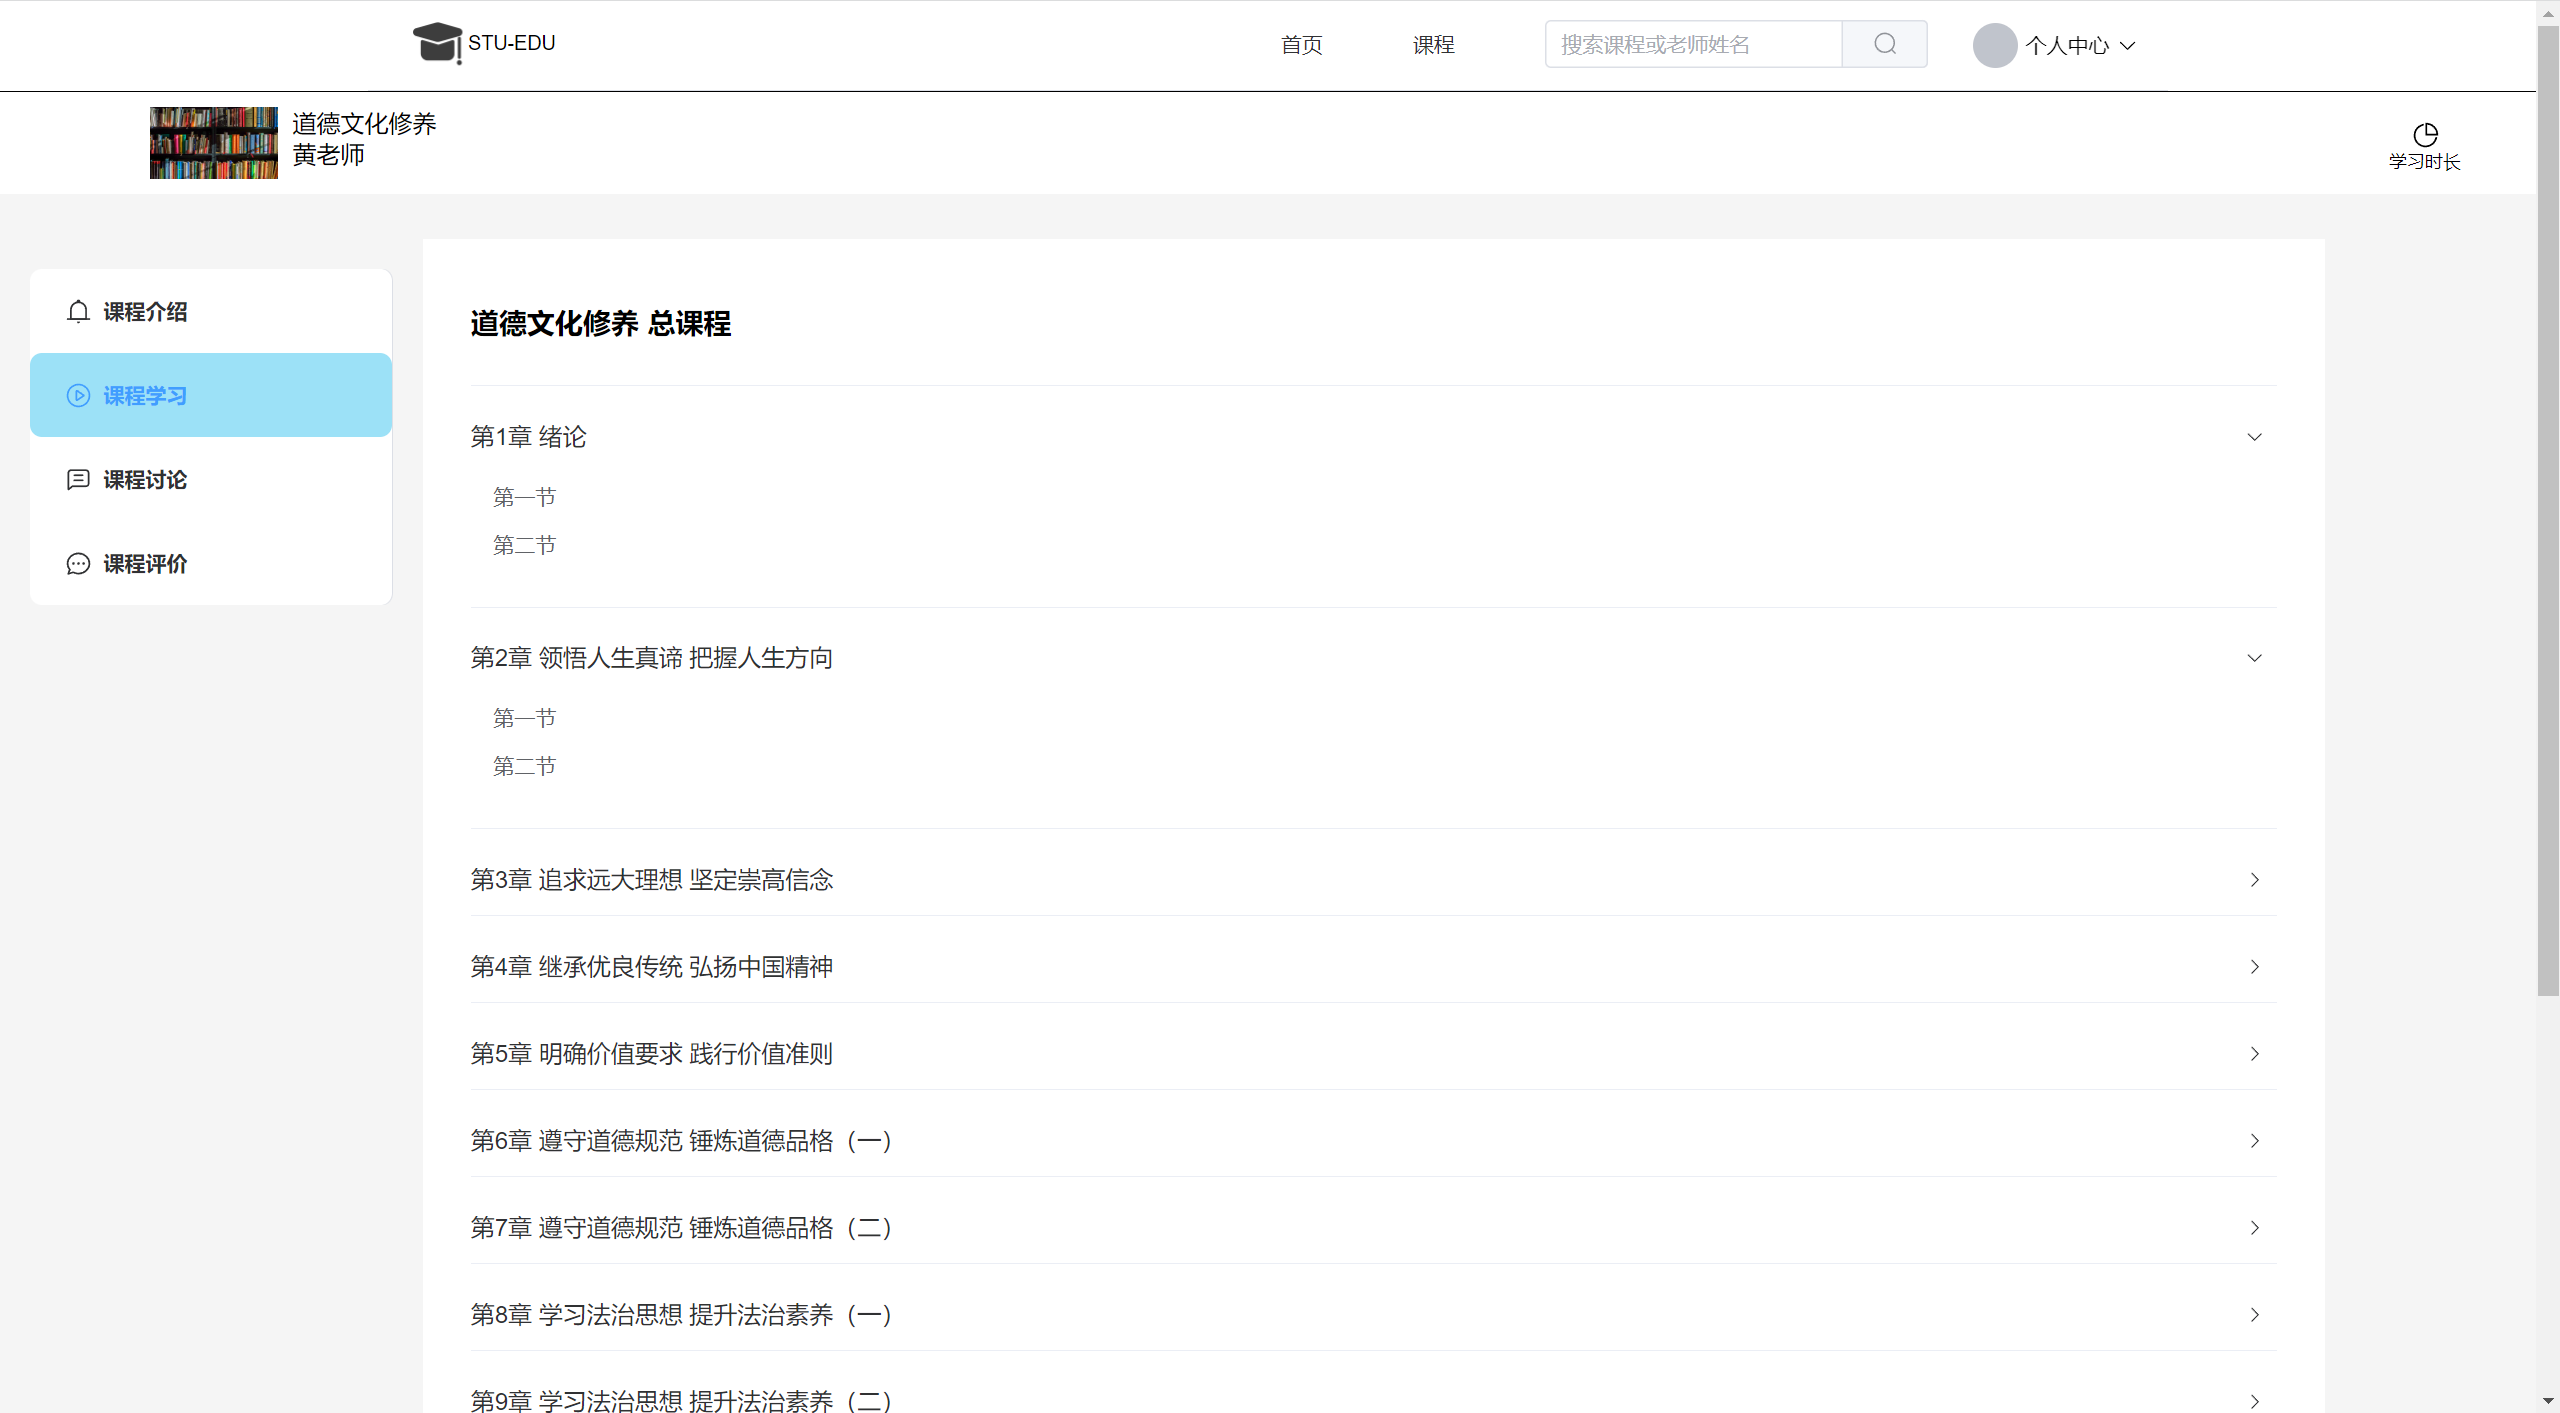 STU-EDU
首页
课程
搜索课程或老师姓名
个人中心
道德文化修养
黄老师
学习时长
课程介绍
课程学习
课程讨论
课程评价
道德文化修养 总课程
第1章 绪论
第一节
第二节
第2章 领悟人生真谛 把握人生方向
第一节
第二节
第3章 追求远大理想 坚定崇高信念
第4章 继承优良传统 弘扬中国精神
第5章 明确价值要求 践行价值准则
第6章 遵守道德规范 锤炼道德品格（一）
第7章 遵守道德规范 锤炼道德品格（二）
第8章 学习法治思想 提升法治素养（一）
第9章 学习法治思想 提升法治素养（二）